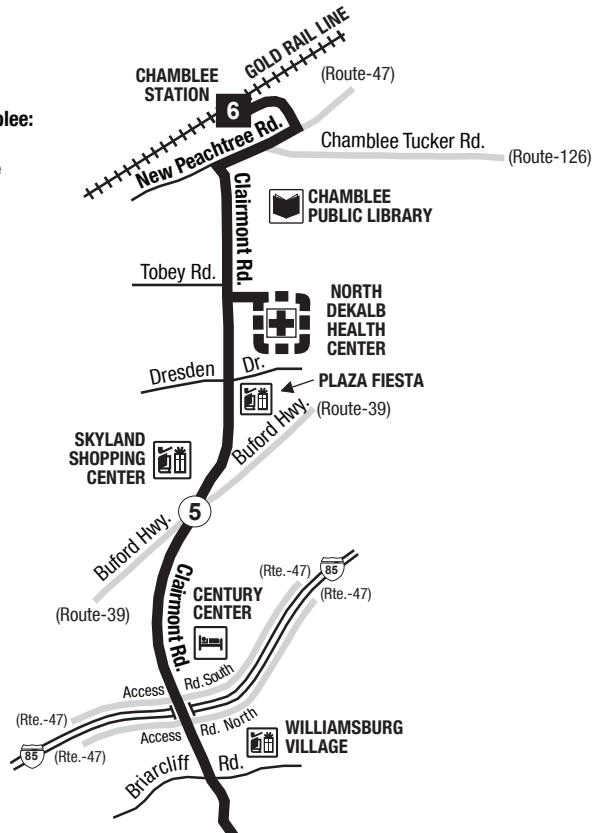 GOLD RAIL LINE
CHAMBLEE
STATION
(Route-47)
6
blee:
New Peachtree Rd.
Chamblee Tucker Rd.
(Route-126)
e
Clairmont Rd.
CHAMBLEE
PUBLIC LIBRARY
Tobey Rd.
NORTH
DEKALB
HEALTH
CENTER
Dresden Dr.
PLAZA FIESTA
(Route-39)
Buford Hwy.
SKYLAND
SHOPPING
CENTER
5
Buford Hwy.
(Route-39)
Clairmont Rd.
CENTURY
CENTER
(Rte.-47)
85
(Rte.-47)
Access Rd. South
(Rte.-47)
Access Rd. North
85
(Rte.-47)
WILLIAMSBURG
VILLAGE
Briarcliff Rd.